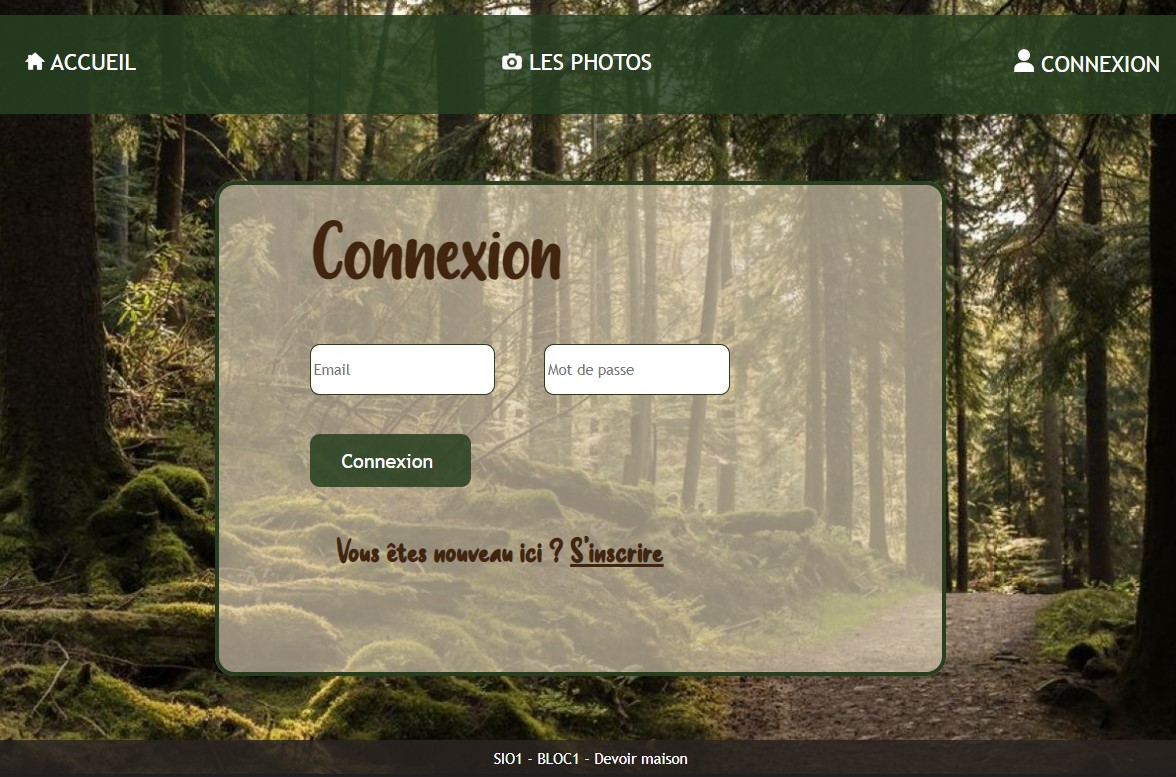 ACCUEIL
LES PHOTOS
CONNEXION
Connexion
Email
Mot de passe
Connexion
Vous êtes nouveau ici ? S'inscrire
SIO1 - BLOC1 - Devoir maison